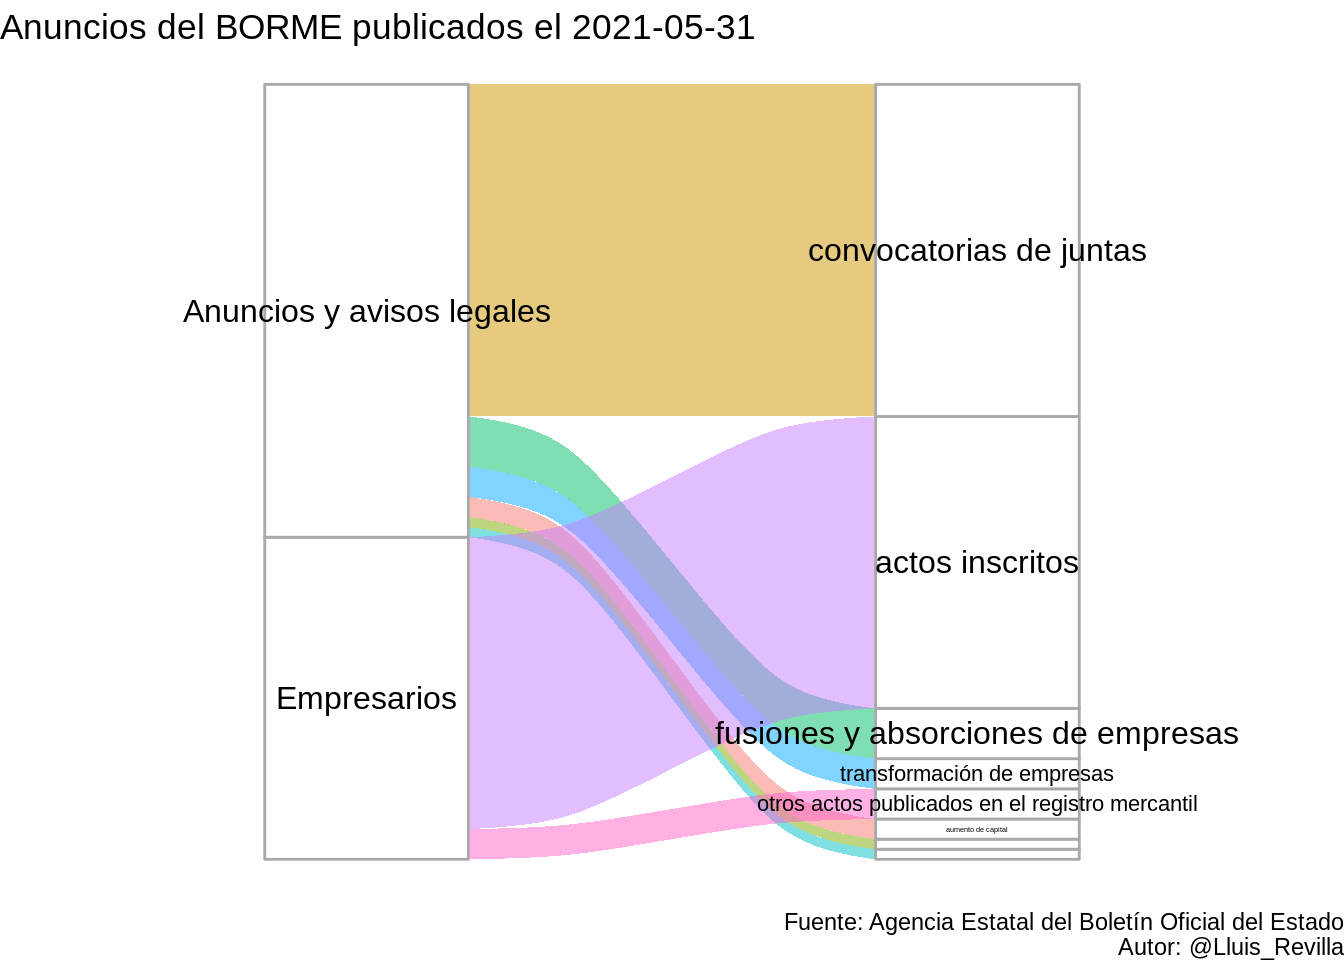 Anuncios del BORME publicados el 2021-05-31
convocatorias de juntas
Anuncios y avisos legales
actos inscritos
Empresarios
fusiones y absorciones de empresas
transformación de empresas
otros actos publicados en el registro mercantil
aumento de capital
Fuente: Agencia Estatal del Boletín Oficial del Estado
Autor: @Lluis_Revilla